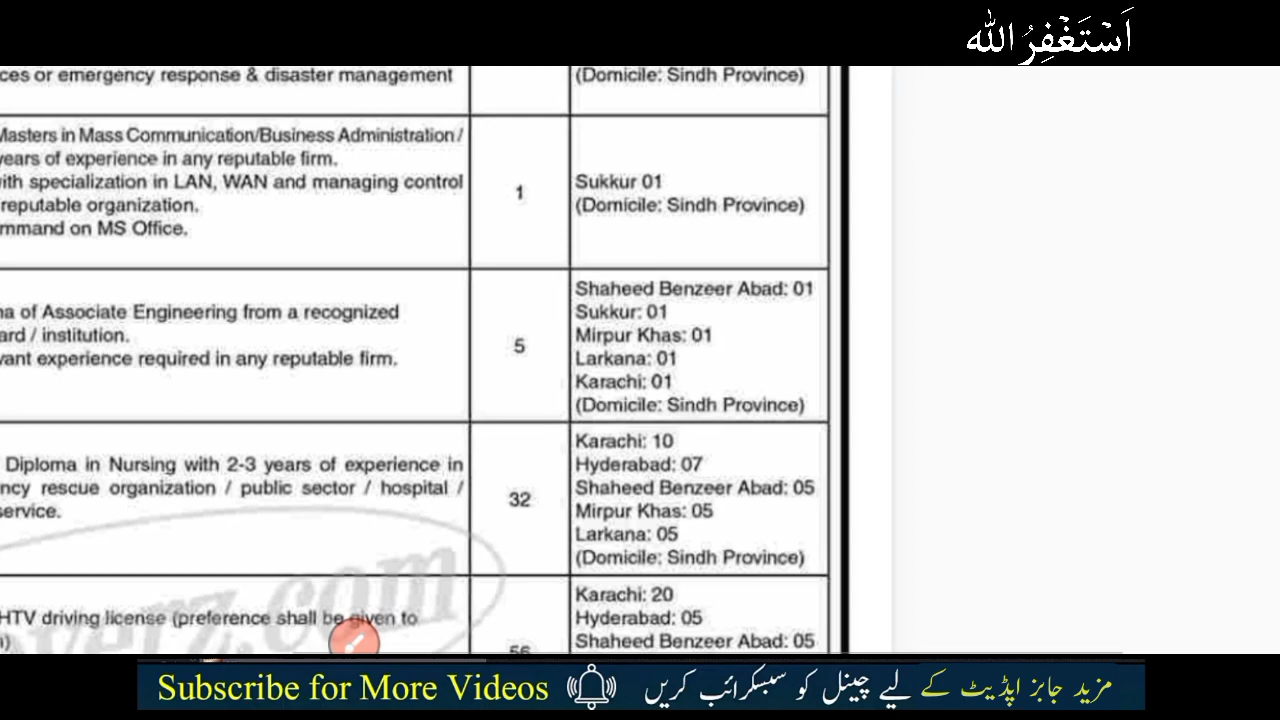 اَسْتَغْفِرُ اللّٰه
ces or emergency response & disaster management
(Domicile: Sindh Province)
Masters in Mass Communication/Business Administration /
years of experience in any reputable firm.
ith specialization in LAN, WAN and managing control
reputable organization.
mmand on MS Office.
1
Sukkur 01
(Domicile: Sindh Province)
na of Associate Engineering from a recognized
ard / institution.
vant experience required in any reputable firm.
5
Shaheed Benzeer Abad: 01
Sukkur: 01
Mirpur Khas: 01
Larkana: 01
Karachi: 01
(Domicile: Sindh Province)
Diploma in Nursing with 2-3 years of experience in
ncy rescue organization / public sector / hospital /
service.
32
Karachi: 10
Hyderabad: 07
Shaheed Benzeer Abad: 05
Mirpur Khas: 05
Larkana: 05
(Domicile: Sindh Province)
HTV driving license (preference shall be given to
56
Karachi: 20
Hyderabad: 05
Shaheed Benzeer Abad: 05
Subscribe for More Videos
مزید جابز اپڈیٹ کے لیے چینل کو سبسکرائب کریں